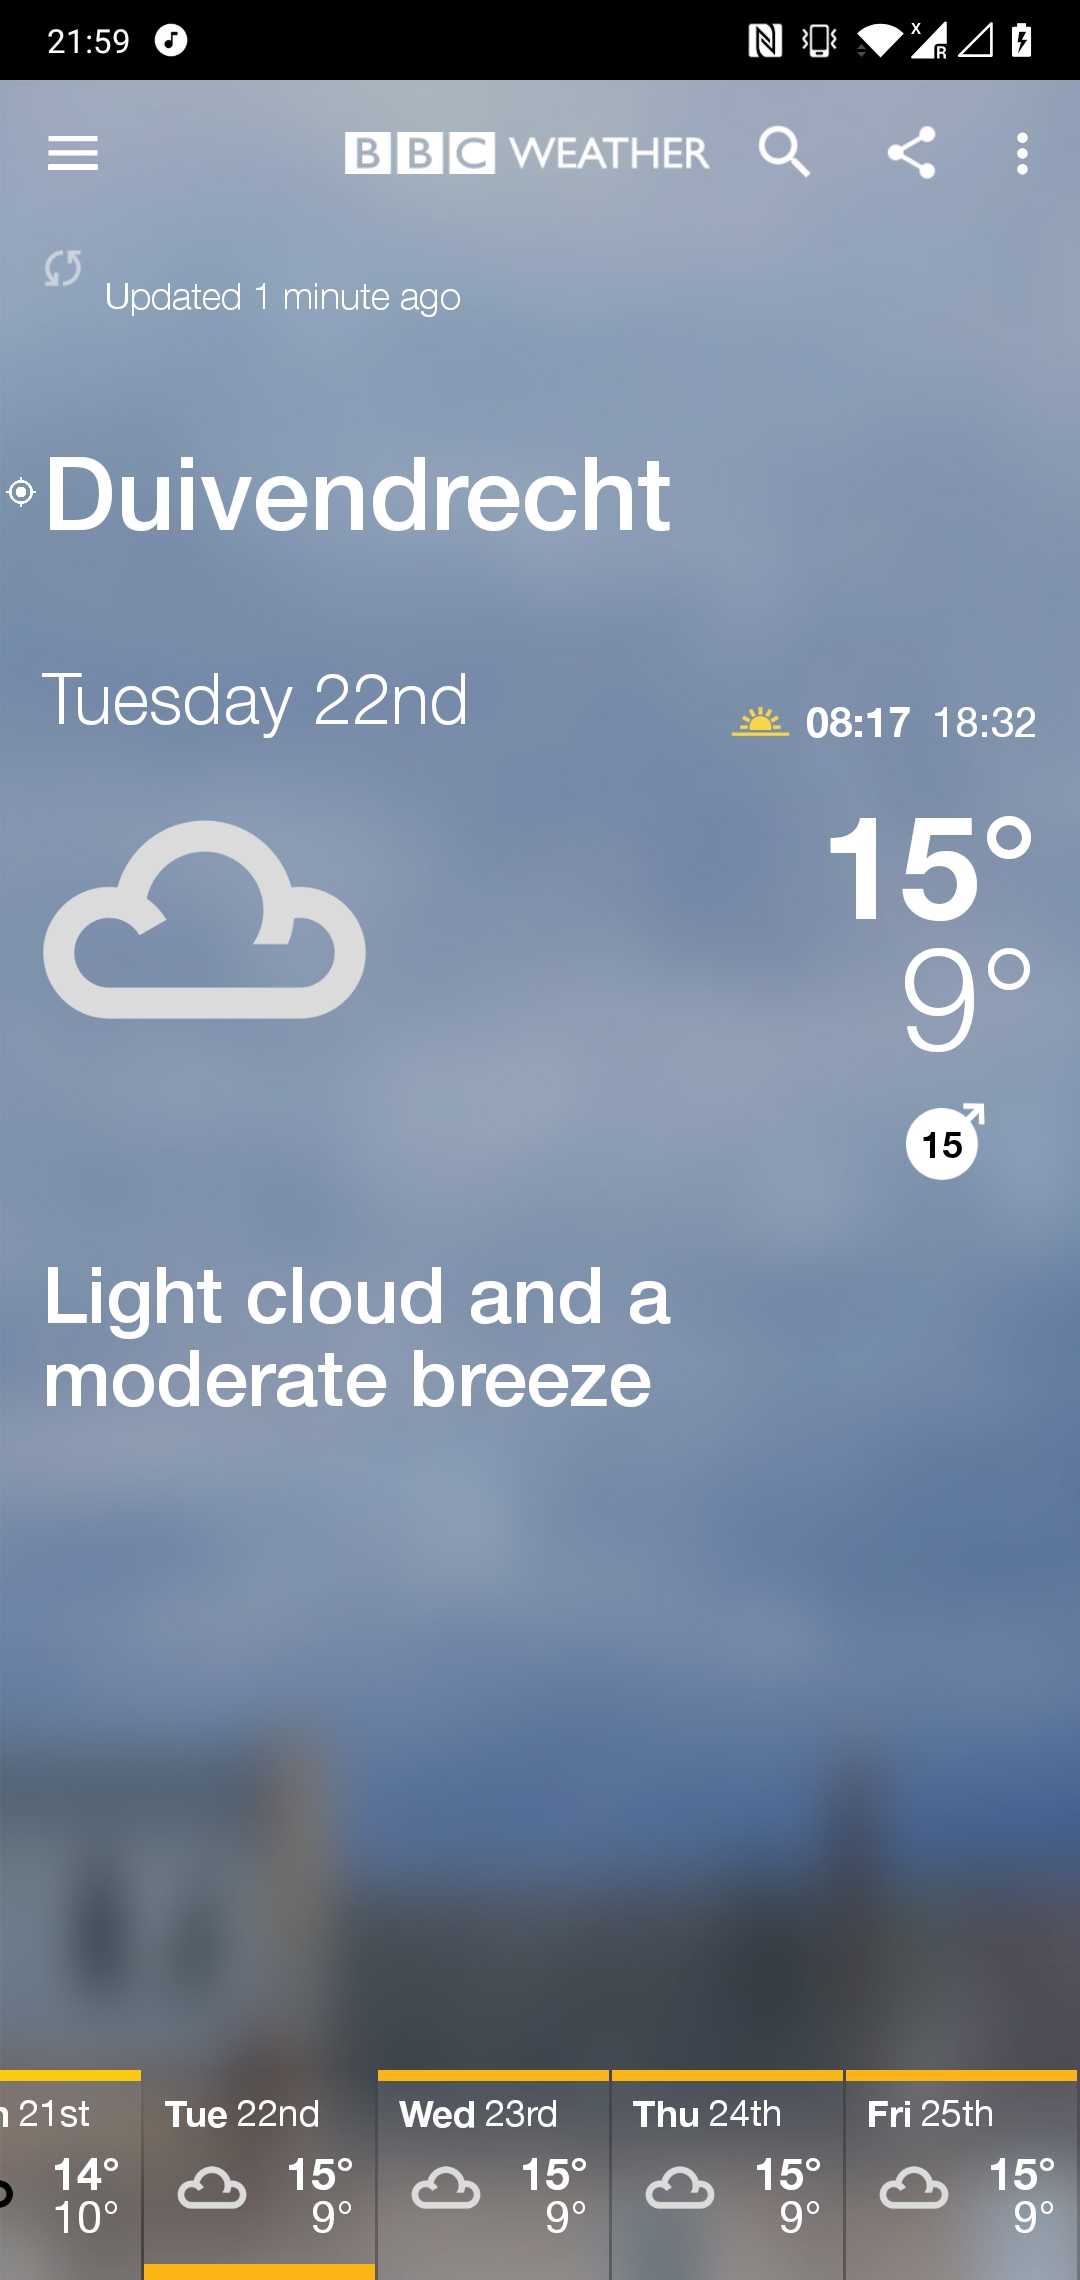 21:59
X
R
BBC WEATHER
Updated 1 minute ago
Duivendrecht
Tuesday 22nd
08:17 18:32
15°
9°
15
Light cloud and a
moderate breeze
21st Tue 22nd Wed 23rd Thu 24th Fri 25th
14° 15° 15° 15° 15°
10° 9° 9° 9° 9°